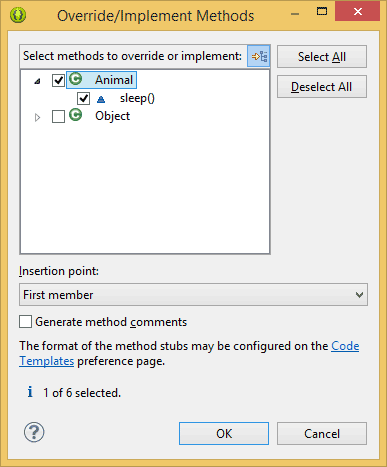 Override/Implement Methods
Select methods to override or implement:
Select All
Animal
Deselect All
sleep()
Object
Insertion point:
First member
Generate method comments
The format of the method stubs may be configured on the Code
Templates preference page.
i 1 of 6 selected.
? OK Cancel